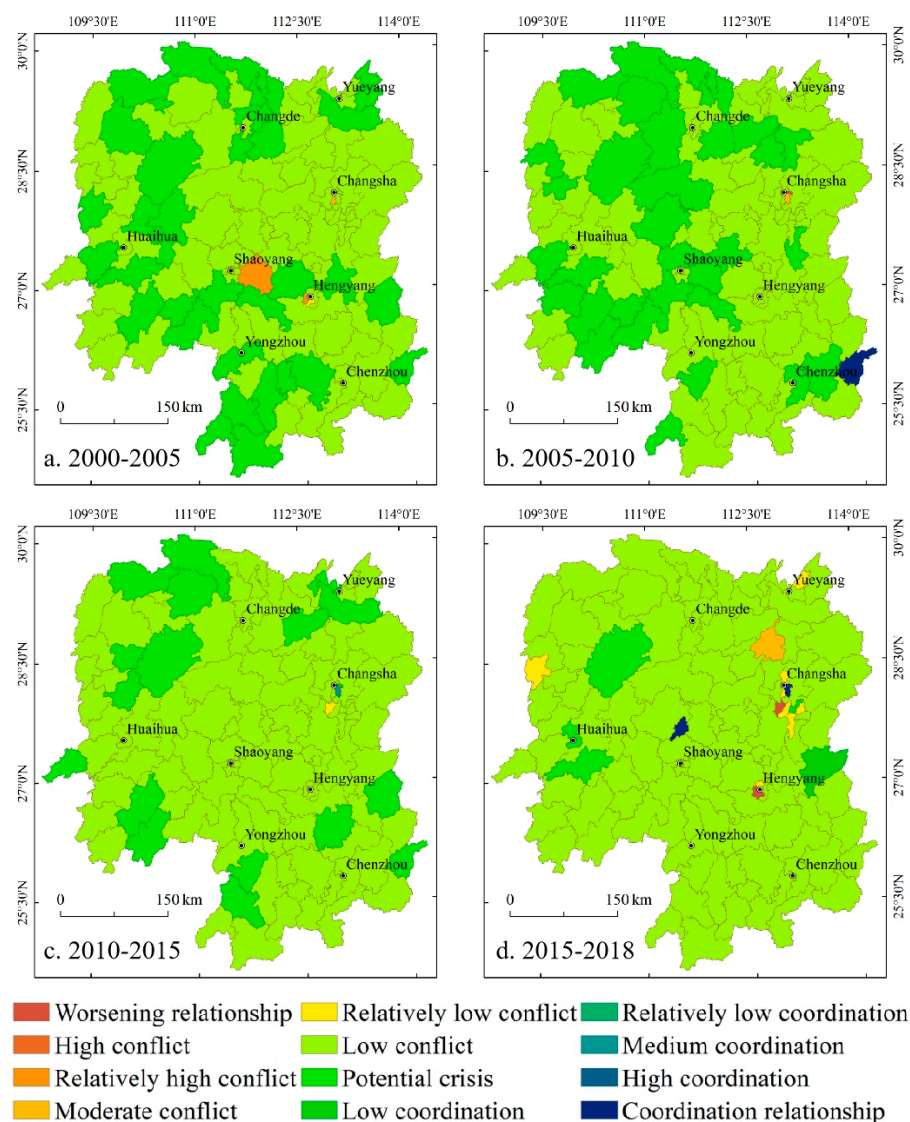 109°30'E 111°0'E 112°30'E 114°0'E
109°30'E 111°0'E 112°30'E 114°0'E
30°0'N
28°30'N
27°0'N
25°30'N
Yueyang
Changde
Changsha
Huaihua
Shaoyang
Hengyang
Yongzhou
Chenzhou
0 150 km
a. 2000-2005
Yueyang
Changde
Changsha
Huaihua
Shaoyang
Hengyang
Yongzhou
Chenzhou
0 150 km
b. 2005-2010
30°0'N
28°30'N
27°0'N
25°30'N
30°0'N
28°30'N
27°0'N
25°30'N
Yueyang
Changde
Changsha
Huaihua
Shaoyang
Hengyang
Yongzhou
Chenzhou
0 150 km
c. 2010-2015
Yueyang
Changde
Changsha
Huaihua
Shaoyang
Hengyang
Yongzhou
Chenzhou
0 150 km
d. 2015-2018
30°0'N
28°30'N
27°0'N
25°30'N
109°30'E 111°0'E 112°30'E 114°0'E
109°30'E 111°0'E 112°30'E 114°0'E
Worsening relationship
High conflict
Relatively high conflict
Moderate conflict
Relatively low conflict
Low conflict
Potential crisis
Low coordination
Relatively low coordination
Medium coordination
High coordination
Coordination relationship